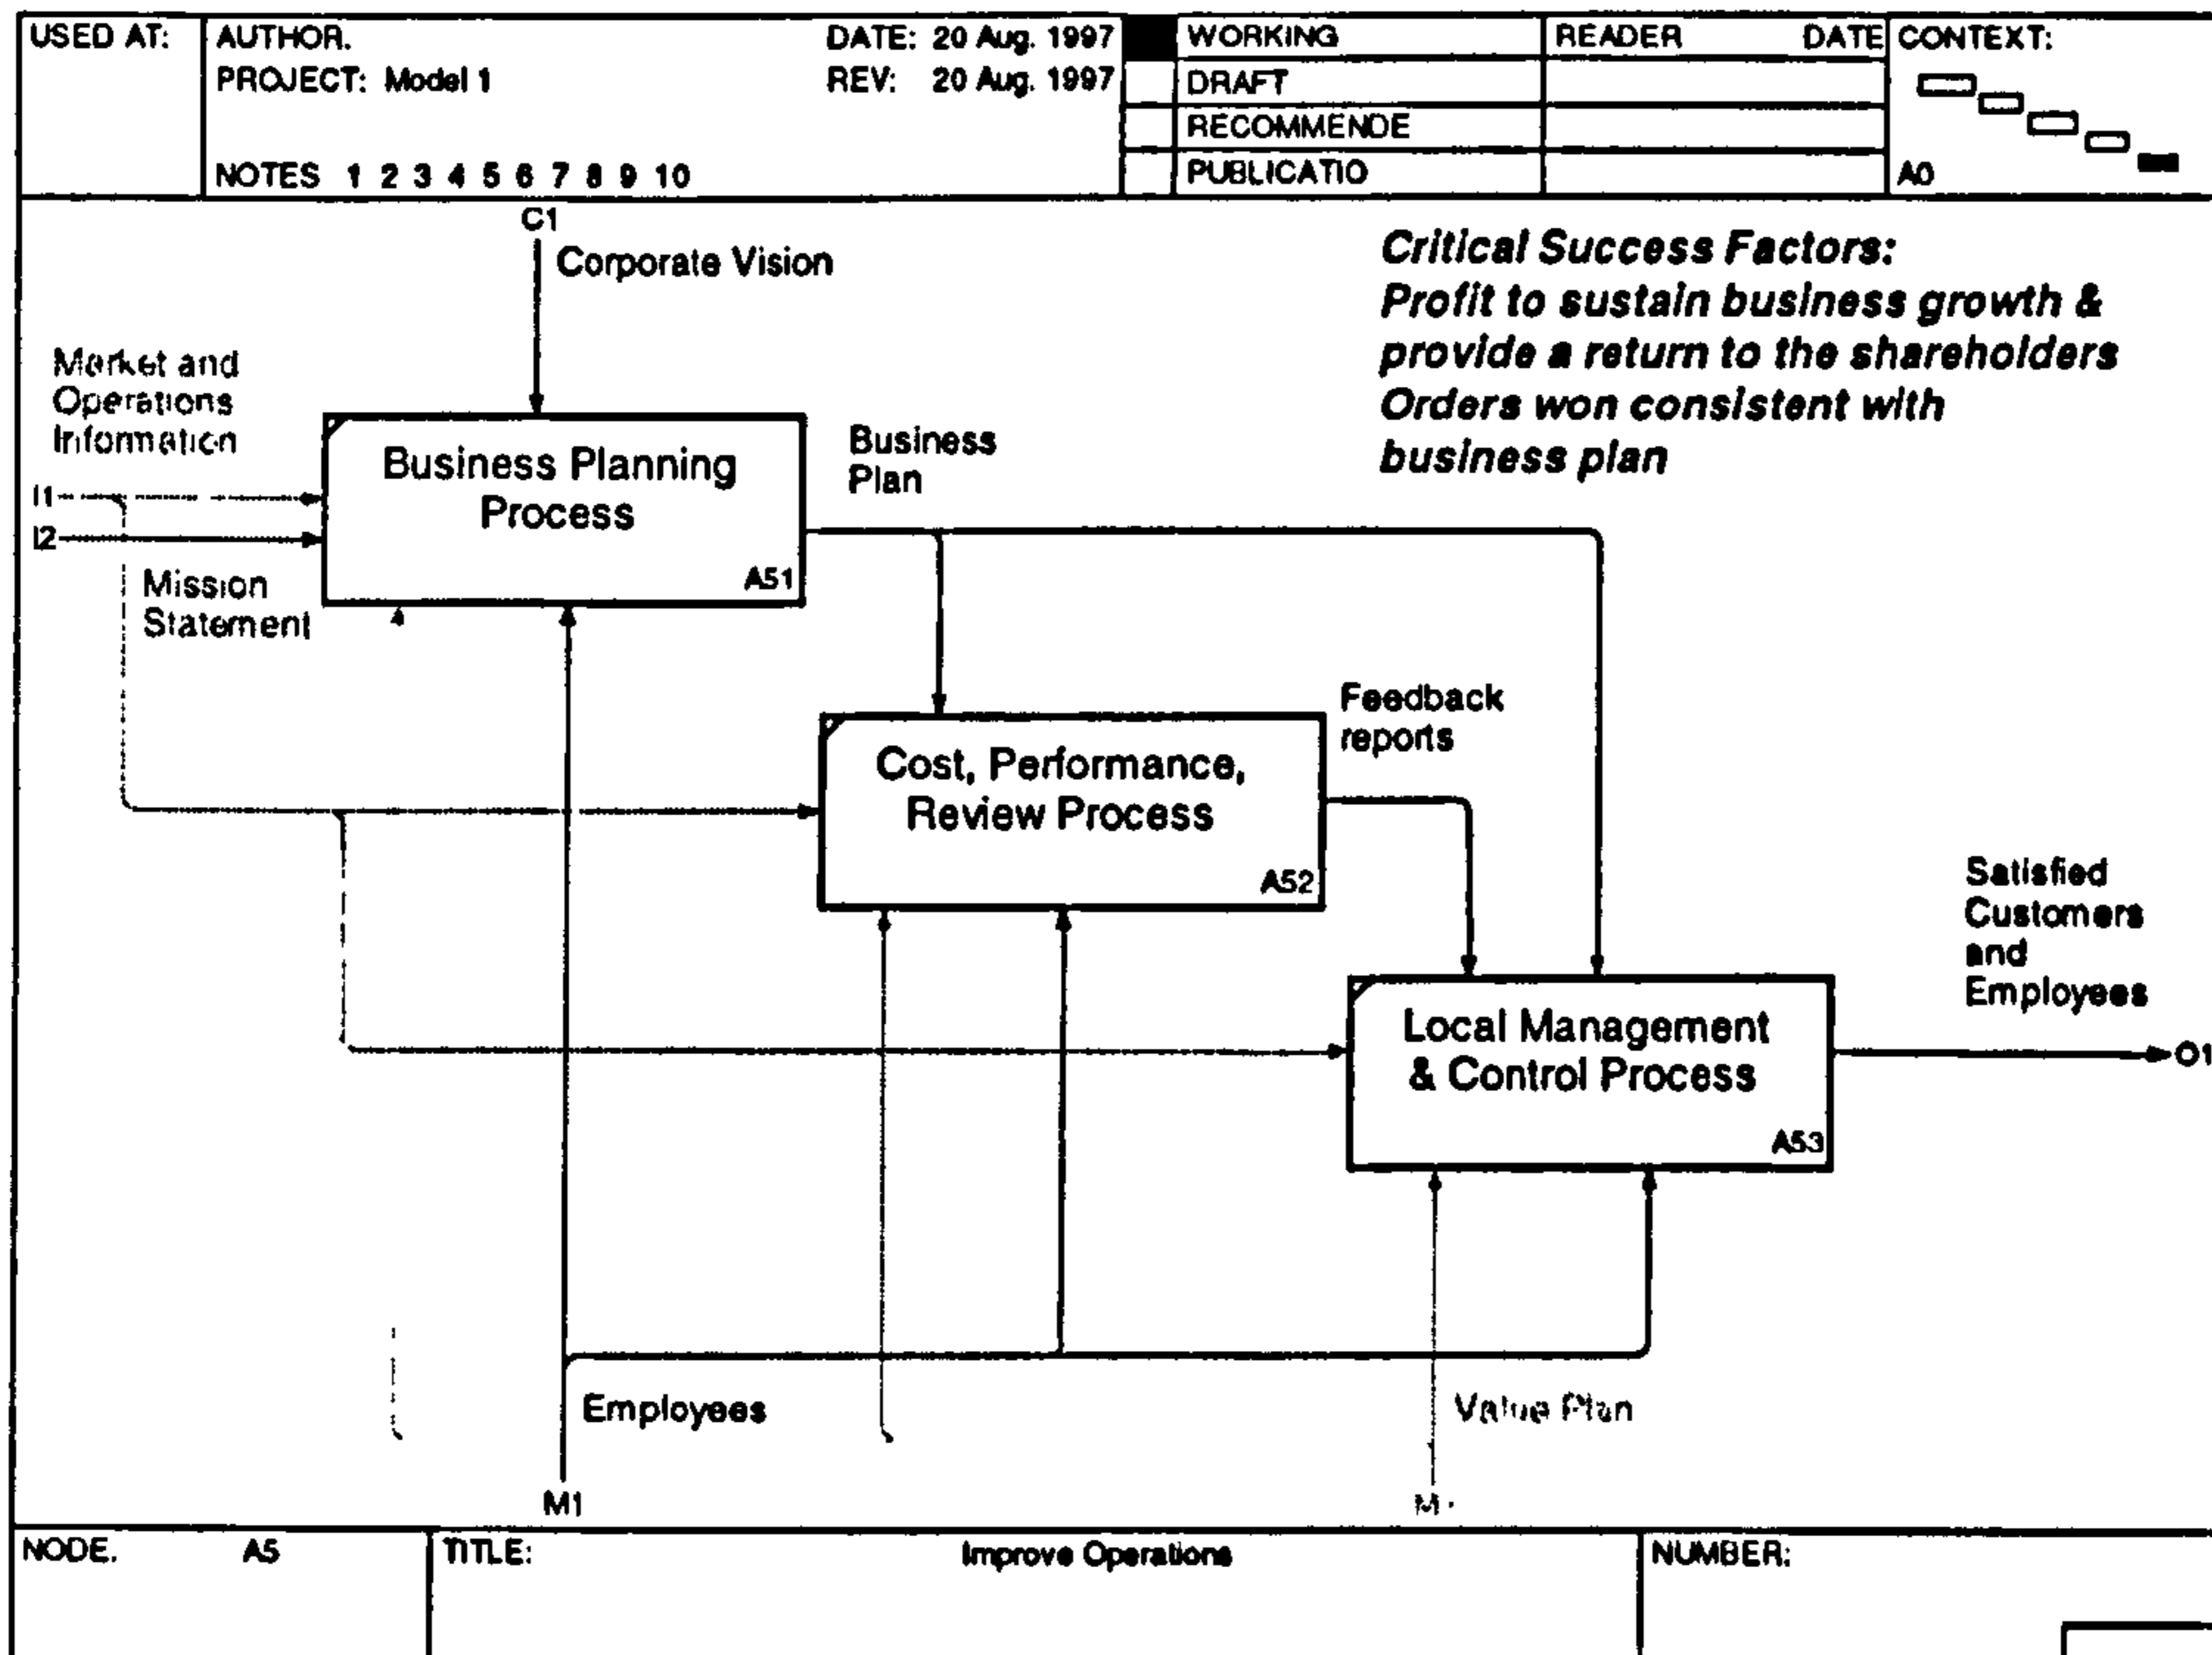 USED AT:
AUTHOR.
DATE: 20 Aug. 1997
PROJECT: Model 1
REV: 20 Aug. 1997
NOTES 1 2 3 4 5 6 7 8 9 10
WORKING
DRAFT
RECOMMENDE
PUBLICATIO
READER DATE
CONTEXT:
A0
C1
Corporate Vision
Critical Success Factors:
Profit to sustain business growth &
provide a return to the shareholders
Orders won consistent with
business plan
Market and
Operations
Information
I1
I2
Mission
Statement
Business Planning
Process
A51
Business
Plan
Cost, Performance,
Review Process
A52
Feedback
reports
Local Management
& Control Process
A53
Satisfied
Customers
and
Employees
O1
Employees
Value Plan
M1
NODE. A5
TITLE: Improve Operations
NUMBER: